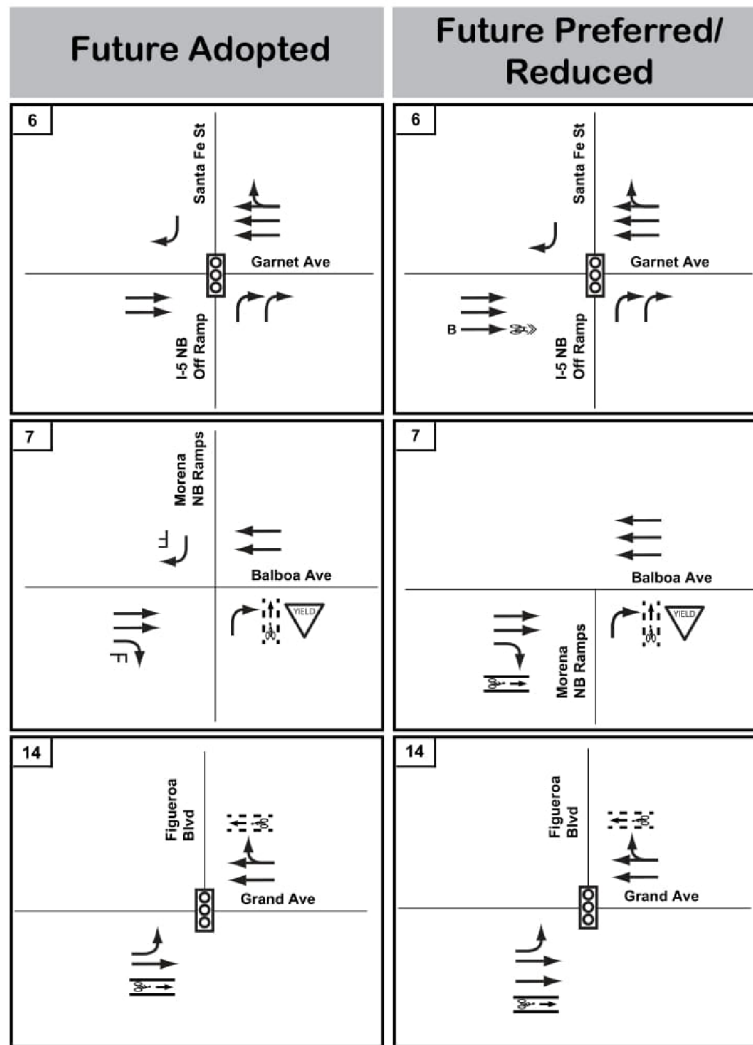 Future Adopted
Future Preferred/
Reduced
6
Santa Fe St
Garnet Ave
I-5 NB
Off Ramp
6
Santa Fe St
Garnet Ave
B
I-5 NB
Off Ramp
7
Morena
NB Ramps
F
Balboa Ave
F
YIELD
7
Balboa Ave
Morena
NB Ramps
YIELD
14
Figueroa
Blvd
Grand Ave
14
Figueroa
Blvd
Grand Ave